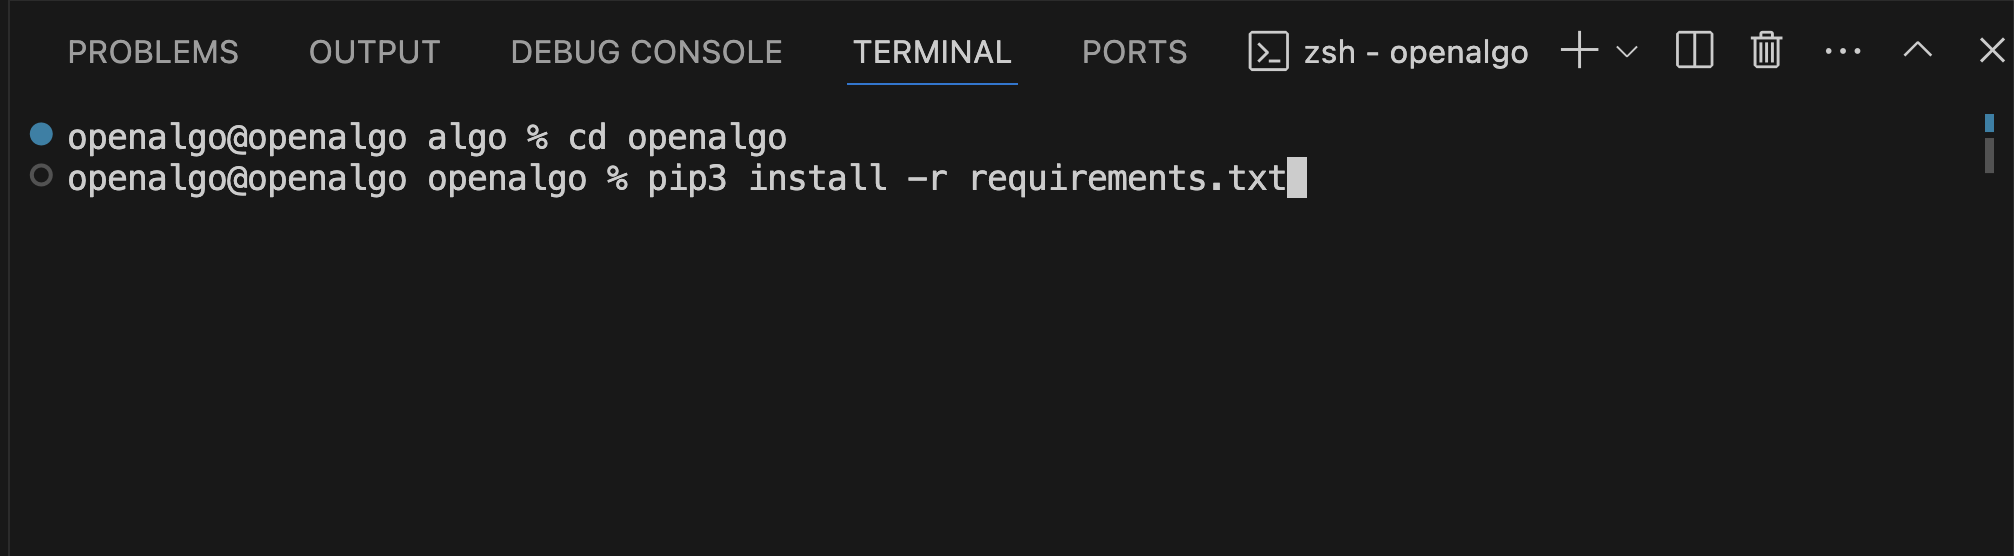 PROBLEMS OUTPUT DEBUG CONSOLE TERMINAL PORTS zsh - openalgo
openalgo@openalgo algo % cd openalgo
openalgo@openalgo openalgo % pip3 install -r requirements.txt